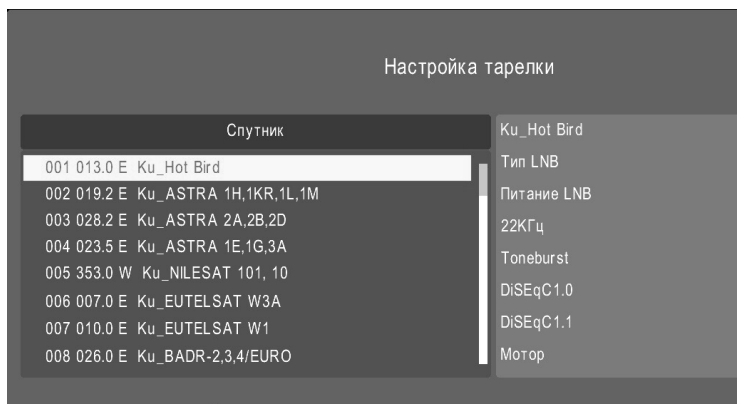 Настройка тарелки
Спутник
001 013.0 E Ku_Hot Bird
002 019.2 E Ku_ASTRA 1H,1KR,1L,1M
003 028.2 E Ku_ASTRA 2A,2B,2D
004 023.5 E Ku_ASTRA 1E,1G,3A
005 353.0 W Ku_NILESAT 101, 10
006 007.0 E Ku_EUTELSAT W3A
007 010.0 E Ku_EUTELSAT W1
008 026.0 E Ku_BADR-2,3,4/EURO
Ku_Hot Bird
Тип LNB
Питание LNB
22КГц
Toneburst
DiSEqC1.0
DiSEqC1.1
Мотор